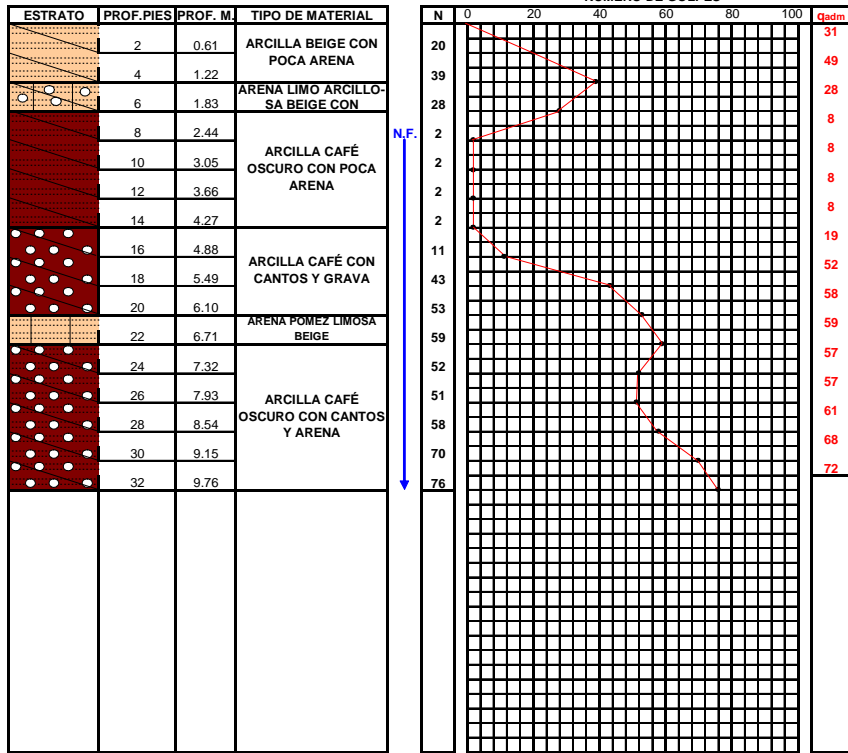 NUMERO DE GOLPES
ESTRATO PROF.PIES PROF. M. TIPO DE MATERIAL N 0 20 40 60 80 100 qadm
2 0.61 20 31
4 1.22 39 49
ARCILLA BEIGE CON
POCA ARENA
6 1.83 28 28
ARENA LIMO ARCILLO-
SA BEIGE CON
N.F.
8 2.44 2 8
10 3.05 2 8
12 3.66 2 8
14 4.27 2 8
ARCILLA CAFÉ
OSCURO CON POCA
ARENA
16 4.88 11 19
18 5.49 43 52
20 6.10 53 58
ARCILLA CAFÉ CON
CANTOS Y GRAVA
22 6.71 59 59
ARENA POMEZ LIMOSA
BEIGE
24 7.32 52 57
26 7.93 51 57
28 8.54 58 61
30 9.15 70 68
32 9.76 76 72
ARCILLA CAFÉ
OSCURO CON CANTOS
Y ARENA